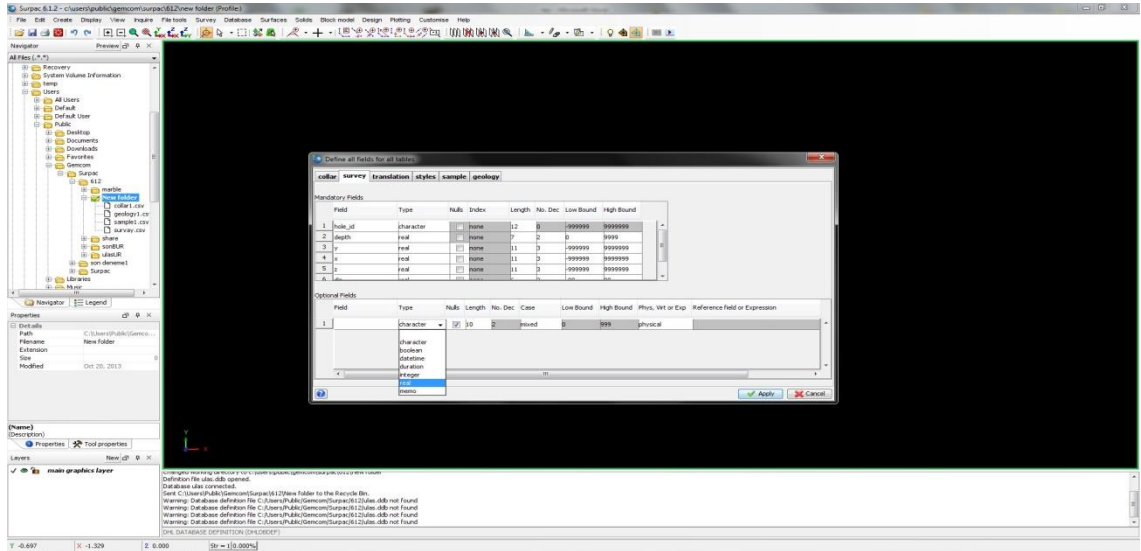 Surpac 6.1.2 - c:\users\public\gemcom\surpac\612\new folder (Profile:)
File Edit Create Display View Inquire File tools Survey Database Surfaces Solids Block model Design Plotting Customise Help
Navigator Preview
All Files (*.*)
Recovery
System Volume Information
temp
Users
All Users
Default
Default User
Public
Desktop
Documents
Downloads
Favorites
Gemcom
Surpac
612
marble
New folder
collar1.csv
geology1.cs
sample1.csv
survay.csv
share
sonBUR
ulasUR
son deneme1
Surpac
Libraries
Music
Navigator Legend
Properties
Details
Path C:\Users\Public\Gemco...
Filename New folder
Extension
Size 0
Modified Oct 20, 2013
(Name)
(Description)
Properties Tool properties
Layers New
main graphics layer
Define all fields for all tables
collar survey translation styles sample geology
Mandatory Fields
Field Type Nulls Index Length No. Dec Low Bound High Bound
1 hole_id character none 12 0 -999999 9999999
2 depth real none 7 2 0 9999
3 y real none 11 3 -999999 9999999
4 x real none 11 3 -999999 9999999
5 z real none 11 3 -999999 9999999
6
Optional Fields
Field Type Nulls Length No. Dec Case Low Bound High Bound Phys, Wrt or Exp Reference field or Expression
1 character 10 2 mixed 0 999 physical
character
boolean
datetime
duration
integer
real
memo
Apply Cancel
Definition file ulas.ddb opened.
Database ulas connected.
Sent C:\Users\Public\Gemcom\Surpac\612\New folder to the Recycle Bin.
Warning: Database definition file C:/Users/Public/Gemcom/Surpac/612/ulas.ddb not found
Warning: Database definition file C:/Users/Public/Gemcom/Surpac/612/ulas.ddb not found
Warning: Database definition file C:/Users/Public/Gemcom/Surpac/612/ulas.ddb not found
Warning: Database definition file C:/Users/Public/Gemcom/Surpac/612/ulas.ddb not found
DHL DATABASE DEFINITION (DHLDBDEF)
Y X
Y -0.697 X -1.329 Z 0.000 Str = 1 0.000%